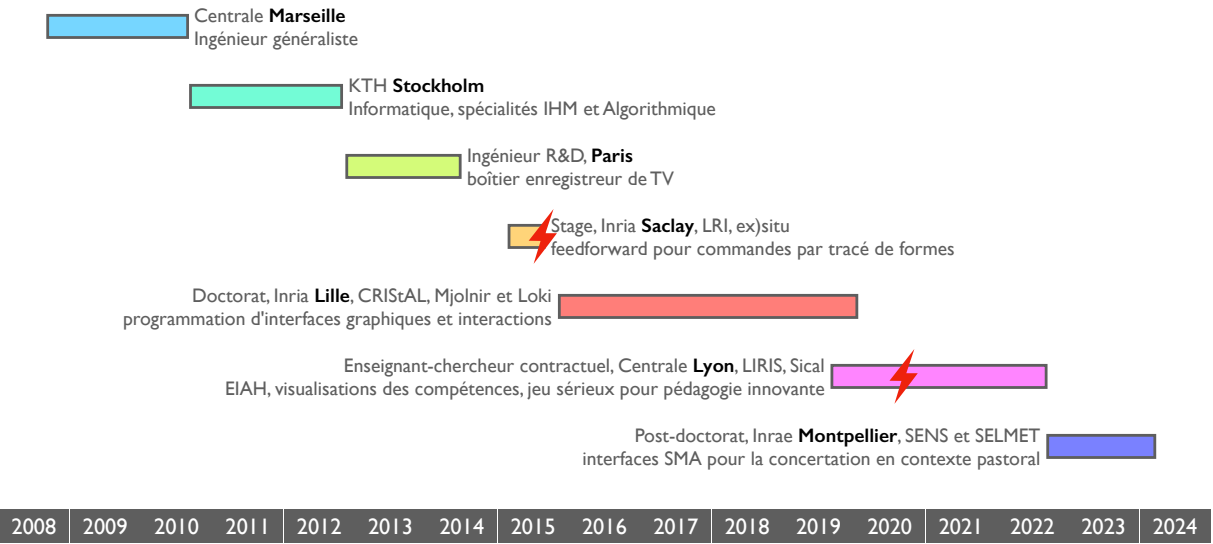 Centrale Marseille
Ingénieur généraliste
KTH Stockholm
Informatique, spécialités IHM et Algorithmique
Ingénieur R&D, Paris
boîtier enregistreur de TV
Stage, Inria Saclay, LRI, ex)situ
feedforward pour commandes par tracé de formes
Doctorat, Inria Lille, CRIStAL, Mjolnir et Loki
programmation d'interfaces graphiques et interactions
Enseignant-chercheur contractuel, Centrale Lyon, LIRIS, Sical
EIAH, visualisations des compétences, jeu sérieux pour pédagogie innovante
Post-doctorat, Inrae Montpellier, SENS et SELMET
interfaces SMA pour la concertation en contexte pastoral
2008 2009 2010 2011 2012 2013 2014 2015 2016 2017 2018 2019 2020 2021 2022 2023 2024